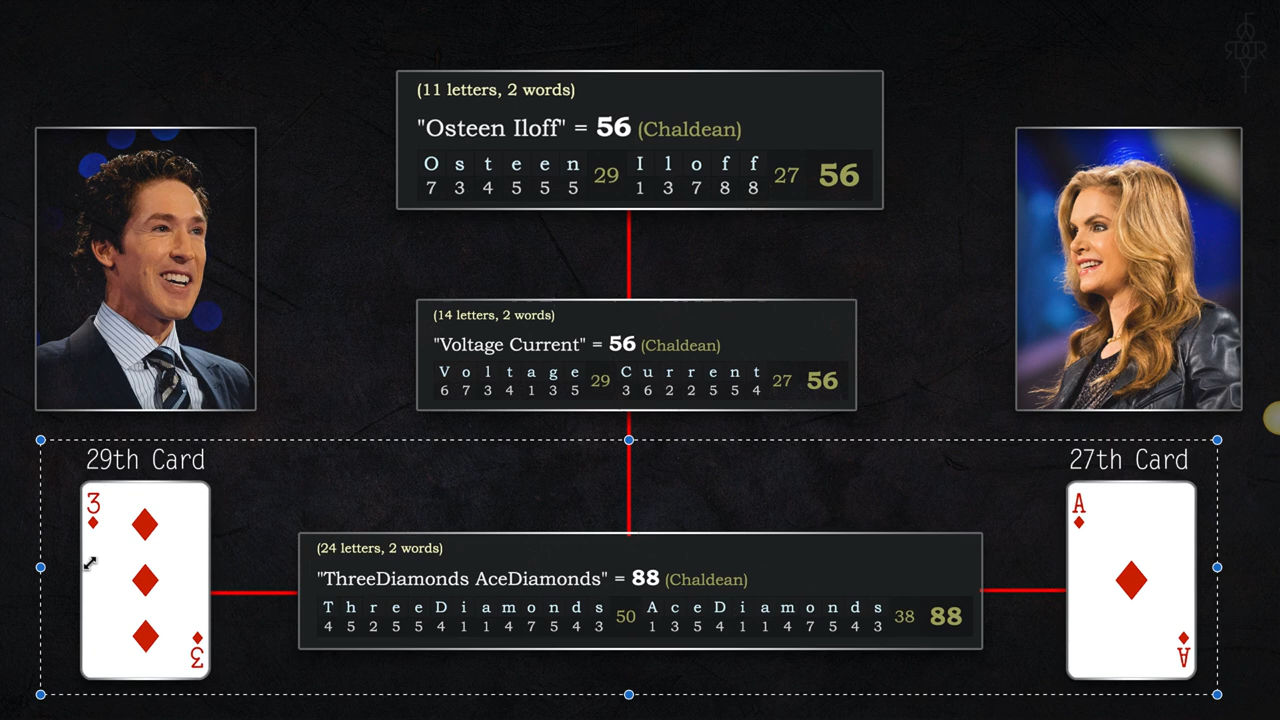 (11 letters, 2 words)
"Osteen Iloff" = 56 (Chaldean)
O s t e e n 29 I l o f f 27 56
7 3 4 5 5 5 1 3 7 8 8
(14 letters, 2 words)
"Voltage Current" = 56 (Chaldean)
V o l t a g e 29 C u r r e n t 27 56
6 7 3 4 1 3 5 3 6 2 2 5 5 4
29th Card
27th Card
3
3
A
A
(24 letters, 2 words)
"ThreeDiamonds AceDiamonds" = 88 (Chaldean)
T h r e e D i a m o n d s 50 A c e D i a m o n d s 38 88
4 5 2 5 5 4 1 1 4 7 5 4 3 1 3 5 4 1 1 4 7 5 4 3